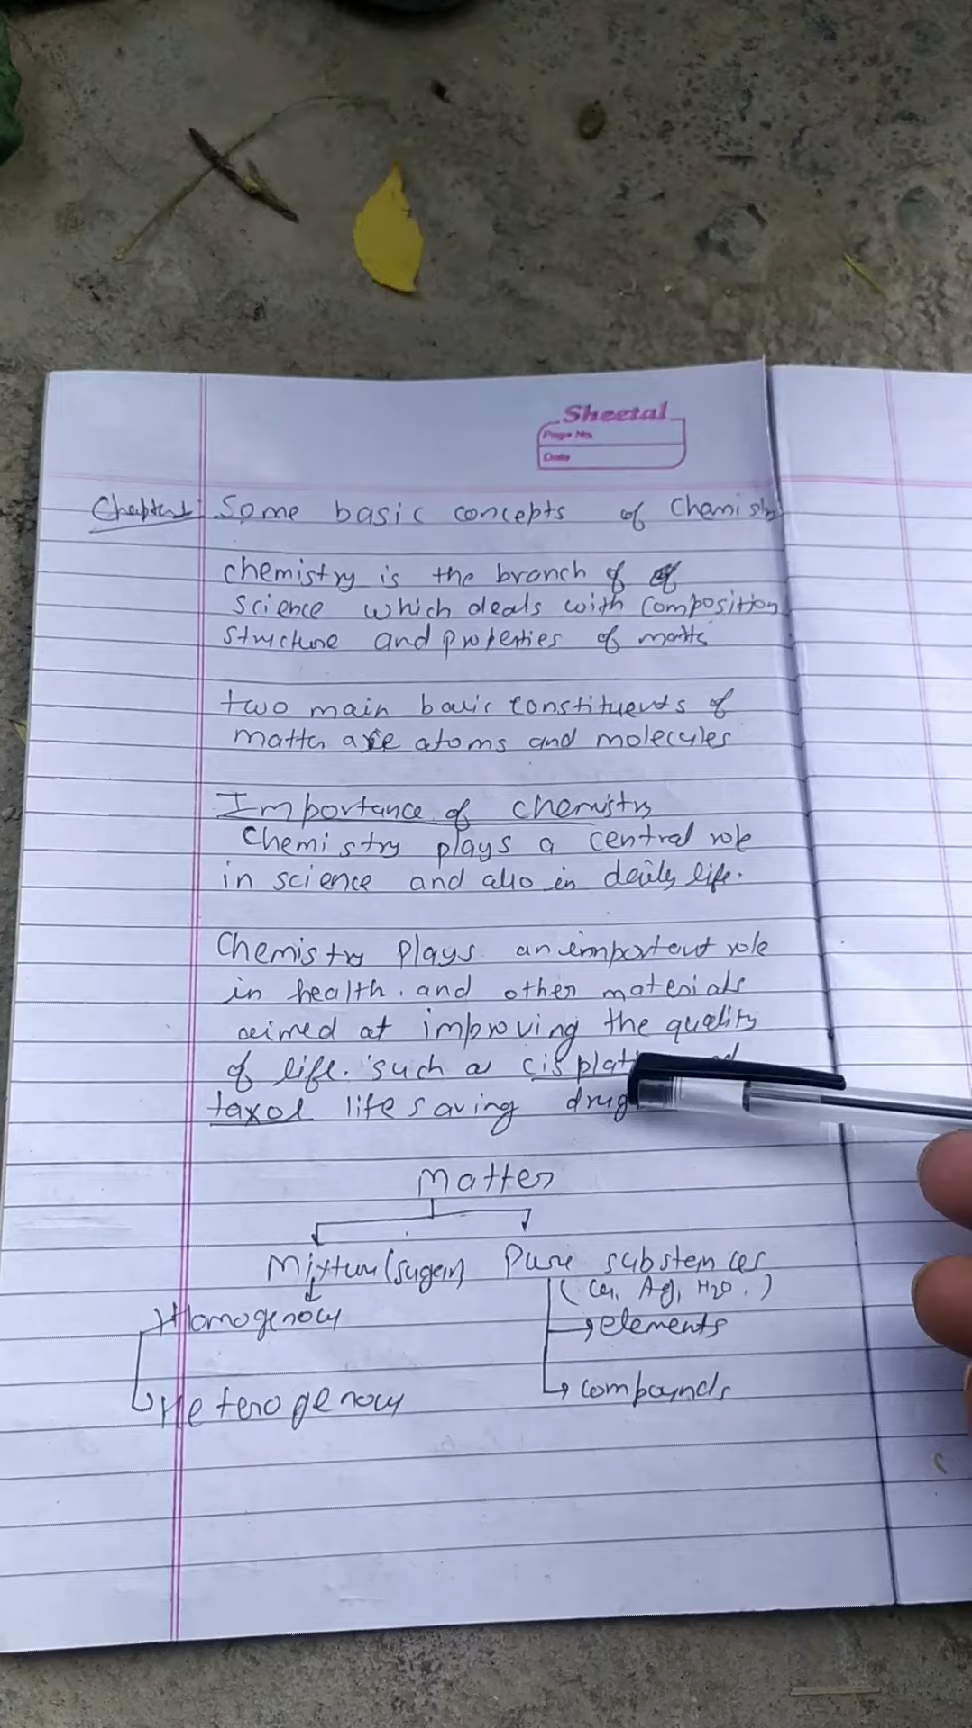 Sheetal
Page No.
Date
Chapter 1 Some basic concepts of Chemistry
chemistry is the branch of of
science which deals with composition
structure and properties of matter
two main basic constituents of
matter are atoms and molecules
Importance of chemistry
Chemistry plays a central role
in science and also in daily life.
Chemistry plays an important role
in health. and other materials
aimed at improving the quality
of life. such as
taxol life saving
Matter
Mixture (sugar) Pure substences
(Cu, Ag, H2O.)
Homogenous
elements
compounds
Heterogenous